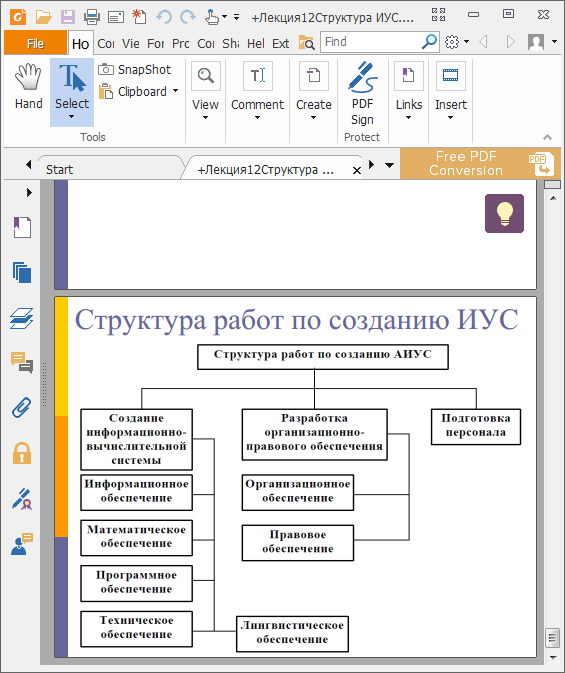 +Лекция12Структура ИУС....
File
Ho
Co
Vie
For
Pro
Co
Sha
Hel
Ext
Find
Hand
Select
SnapShot
Clipboard
View
Comment
Create
PDF
Sign
Links
Insert
Tools
Protect
Start
+Лекция12Структура ...
Free PDF
Conversion
PDF
Структура работ по созданию ИУС
Структура работ по созданию АИУС
Создание
информационно-
вычислительной
системы
Разработка
организационно-
правового обеспечения
Подготовка
персонала
Информационное
обеспечение
Организационное
обеспечение
Математическое
обеспечение
Правовое
обеспечение
Программное
обеспечение
Техническое
обеспечение
Лингвистическое
обеспечение